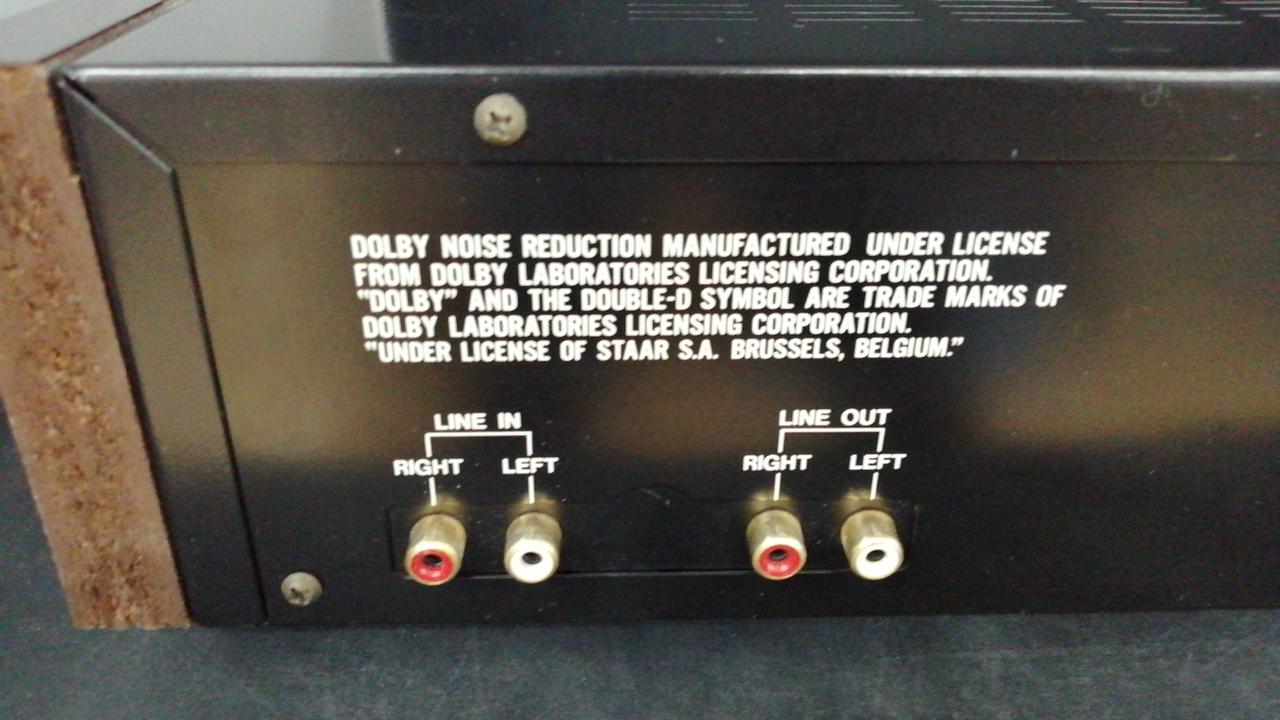 DOLBY NOISE REDUCTION MANUFACTURED UNDER LICENSE
FROM DOLBY LABORATORIES LICENSING CORPORATION.
"DOLBY" AND THE DOUBLE-D SYMBOL ARE TRADE MARKS OF
DOLBY LABORATORIES LICENSING CORPORATION.
"UNDER LICENSE OF STAAR S.A. BRUSSELS, BELGIUM."
LINE IN
RIGHT LEFT
LINE OUT
RIGHT LEFT